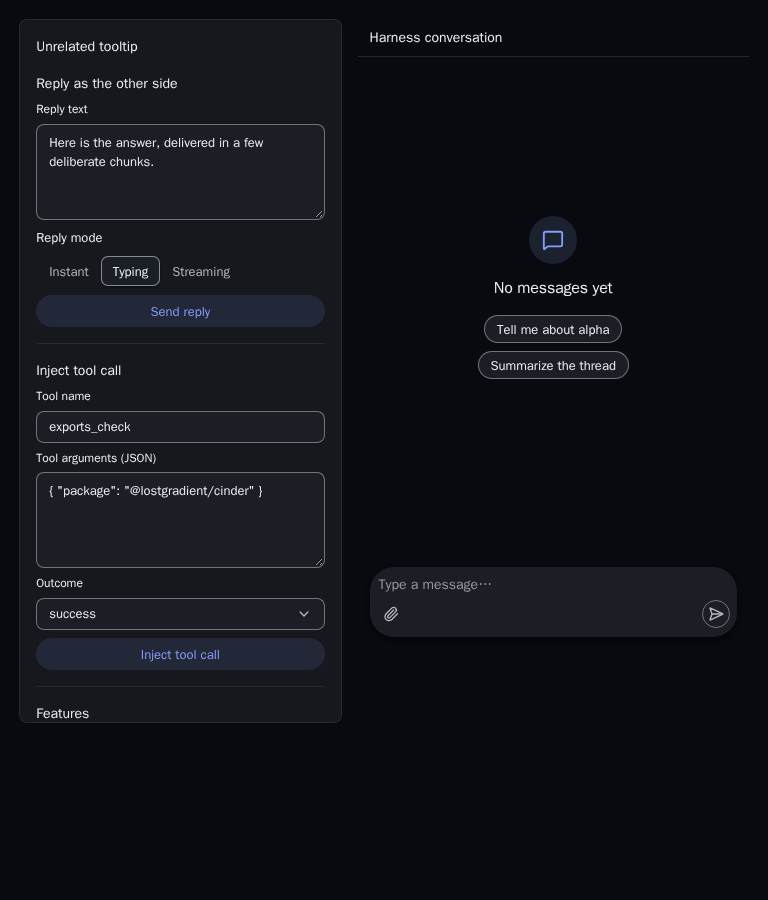 Unrelated tooltip
Reply as the other side
Reply text
Here is the answer, delivered in a few
deliberate chunks.
Reply mode
Instant
Typing
Streaming
Send reply
Inject tool call
Tool name
exports_check
Tool arguments (JSON)
{ "package": "@lostgradient/cinder" }
Outcome
success
Inject tool call
Features
Harness conversation
No messages yet
Tell me about alpha
Summarize the thread
Type a message…